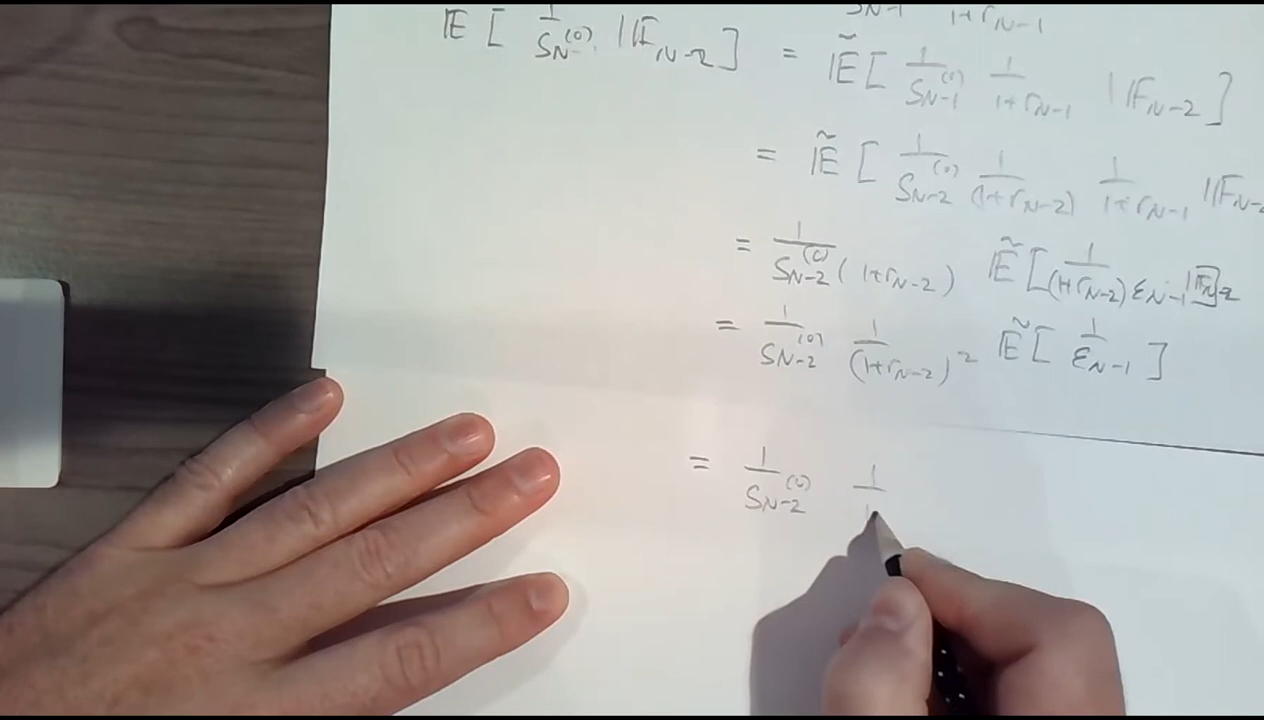 S_{N-1} 1+r_{N-1}
𝔼 [ 1/S_N^{(0)} | 𝔽_{N-2} ] = 𝔼̃ [ 1/S_{N-1}^{(0)} 1/(1+r_{N-1}) | 𝔽_{N-2} ]
= 𝔼̃ [ 1/S_{N-2}^{(0)} 1/(1+r_{N-2}) 1/(1+r_{N-1}) | 𝔽_{N-2}
= 1/(S_{N-2}^{(0)} (1+r_{N-2})) 𝔼̃ [ 1/((1+r_{N-2}) ε_{N-1}) | 𝔽_{N-2} ]
= 1/S_{N-2}^{(0)} 1/(1+r_{N-2})^2 𝔼̃ [ 1/ε_{N-1} ]
= 1/S_{N-2}^{(0)} 1/